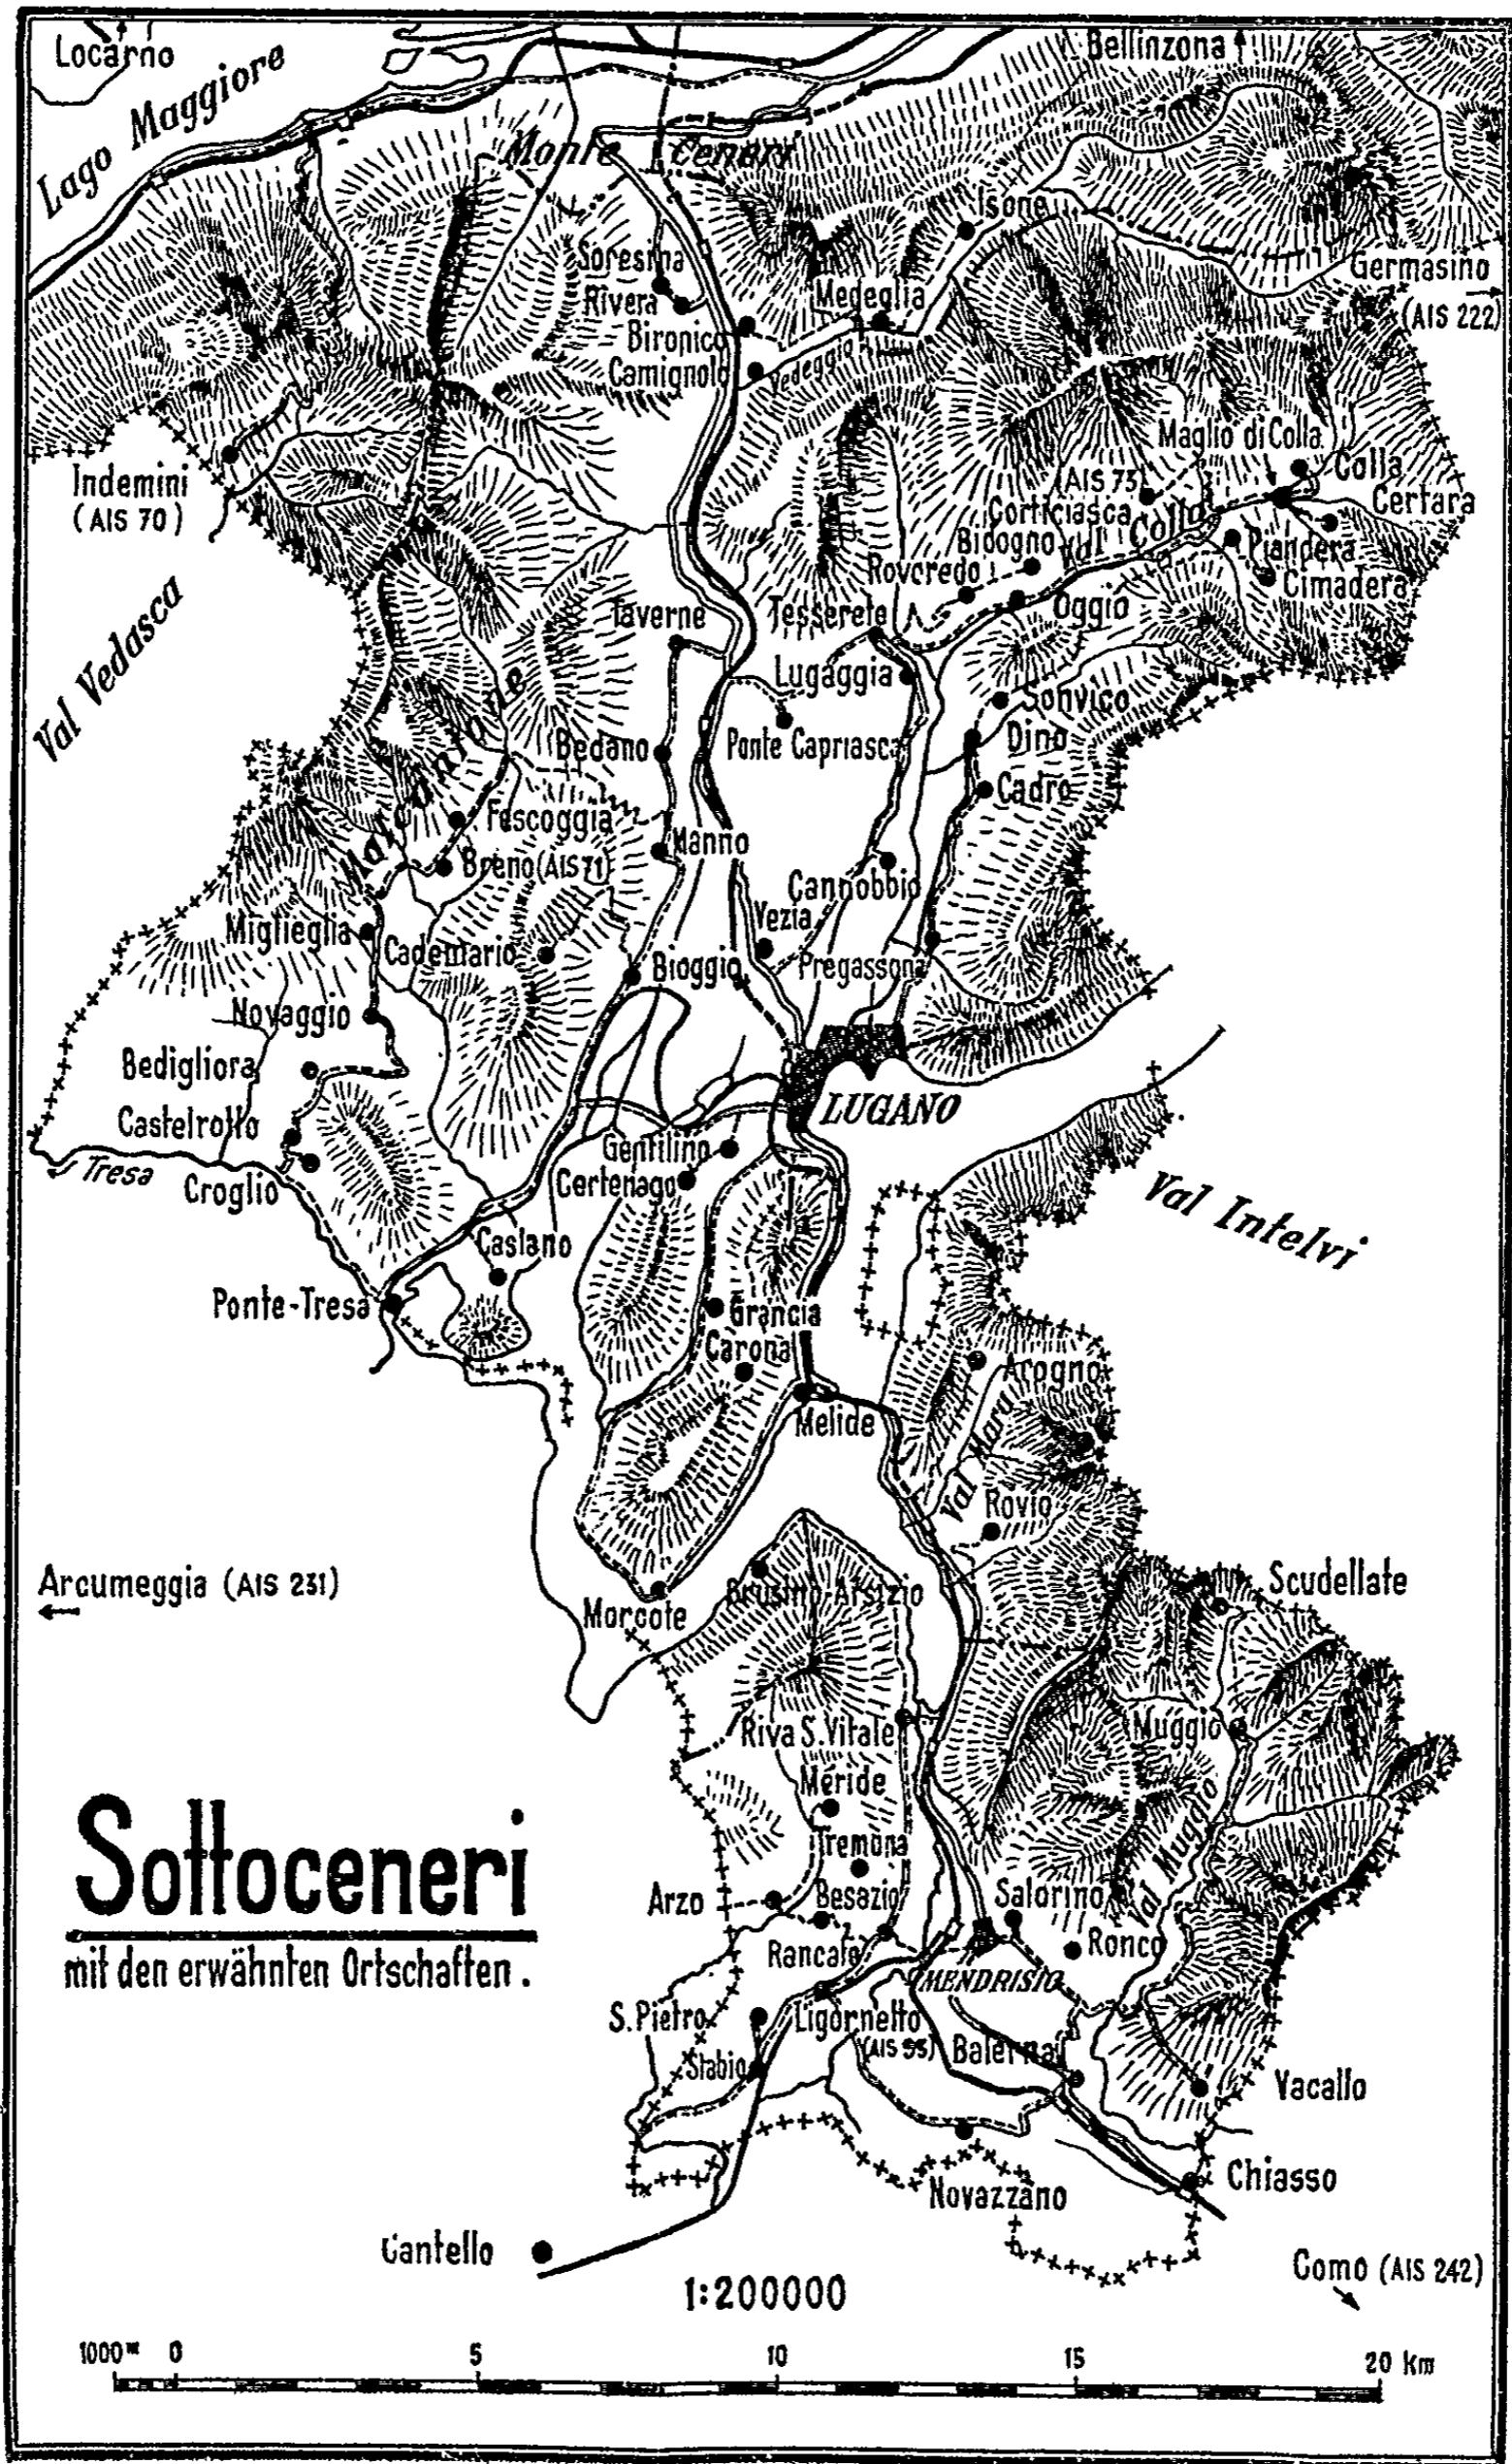 Locarno
Bellinzona
Lago Maggiore
Monte Ceneri
Isone
Soresina
Germasino
(AIS 222)
Rivera
Medeglia
Bironico
Camignolo
Vedeggio
Maglio di Colla
Colla
Indemini
(AIS 70)
(AIS 73)
Certara
Corticiasca
Val Colla
Bidogno
Piandera
Roveredo
Cimadera
Oggio
Taverne
Tesserete
Val Vedasca
Lugaggia
Sonvico
Ponte Capriasca
Dino
Bedano
Cadro
Malcantone
Fescoggia
Manno
Breno (AIS 71)
Cannobbio
Vezia
Miglieglia
Cademario
Bioggio
Pregassona
Novaggio
Bedigliora
LUGANO
Castelrotto
Gentilino
Tresa
Certenago
Croglio
Val Intelvi
Caslano
Ponte-Tresa
Grancia
Carona
Arogno
Melide
Val Mara
Rovio
Arcumeggia (AIS 231)
Scudellate
Brusino-Arsizio
Morcote
Riva S. Vitale
Muggio
Meride
Sottoceneri
Tremona
Val Muggio
Arzo
Besazio
Salorino
mit den erwähnten Ortschaften.
Rancate
Ronco
MENDRISIO
S. Pietro
Ligornetto
(AIS 93)
Balerna
Stabio
Vacallo
Novazzano
Chiasso
Cantello
Como (AIS 242)
1:200000
1000 m 0 5 10 15 20 Km